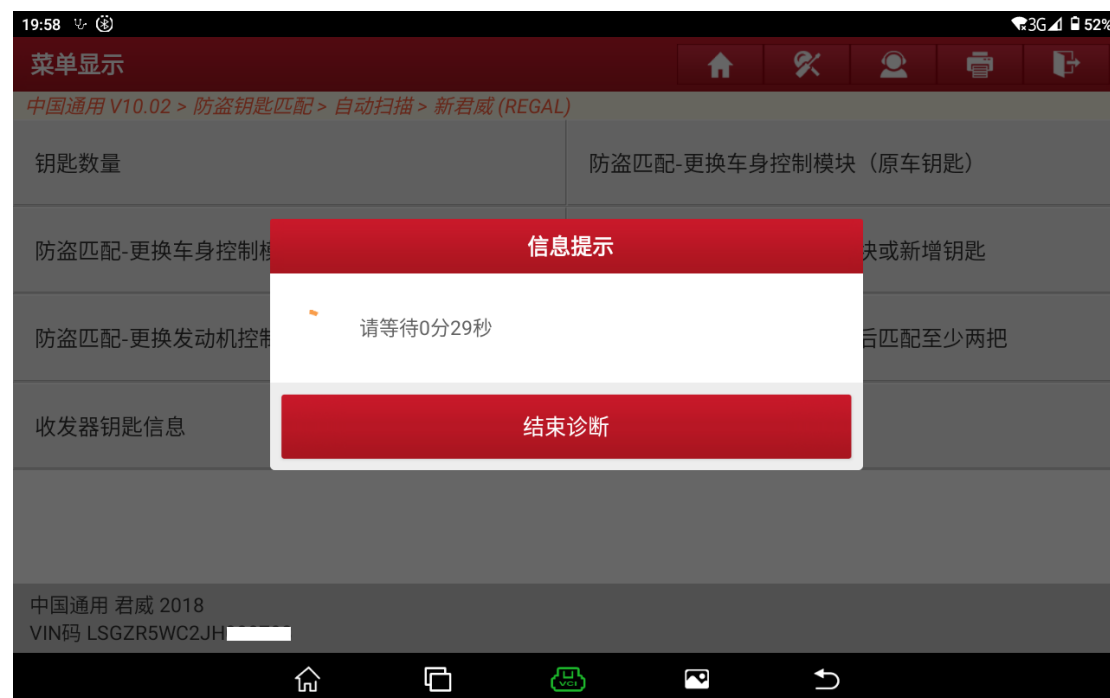 19:58 3G 52%
菜单显示
中国通用 V10.02 > 防盗钥匙匹配 > 自动扫描 > 新君威 (REGAL)
钥匙数量 防盗匹配-更换车身控制模块（原车钥匙）
防盗匹配-更换车身控制模 块或新增钥匙
信息提示
请等待0分29秒
防盗匹配-更换发动机控制 后匹配至少两把
结束诊断
收发器钥匙信息
中国通用 君威 2018
VIN码 LSGZR5WC2JH
VCI